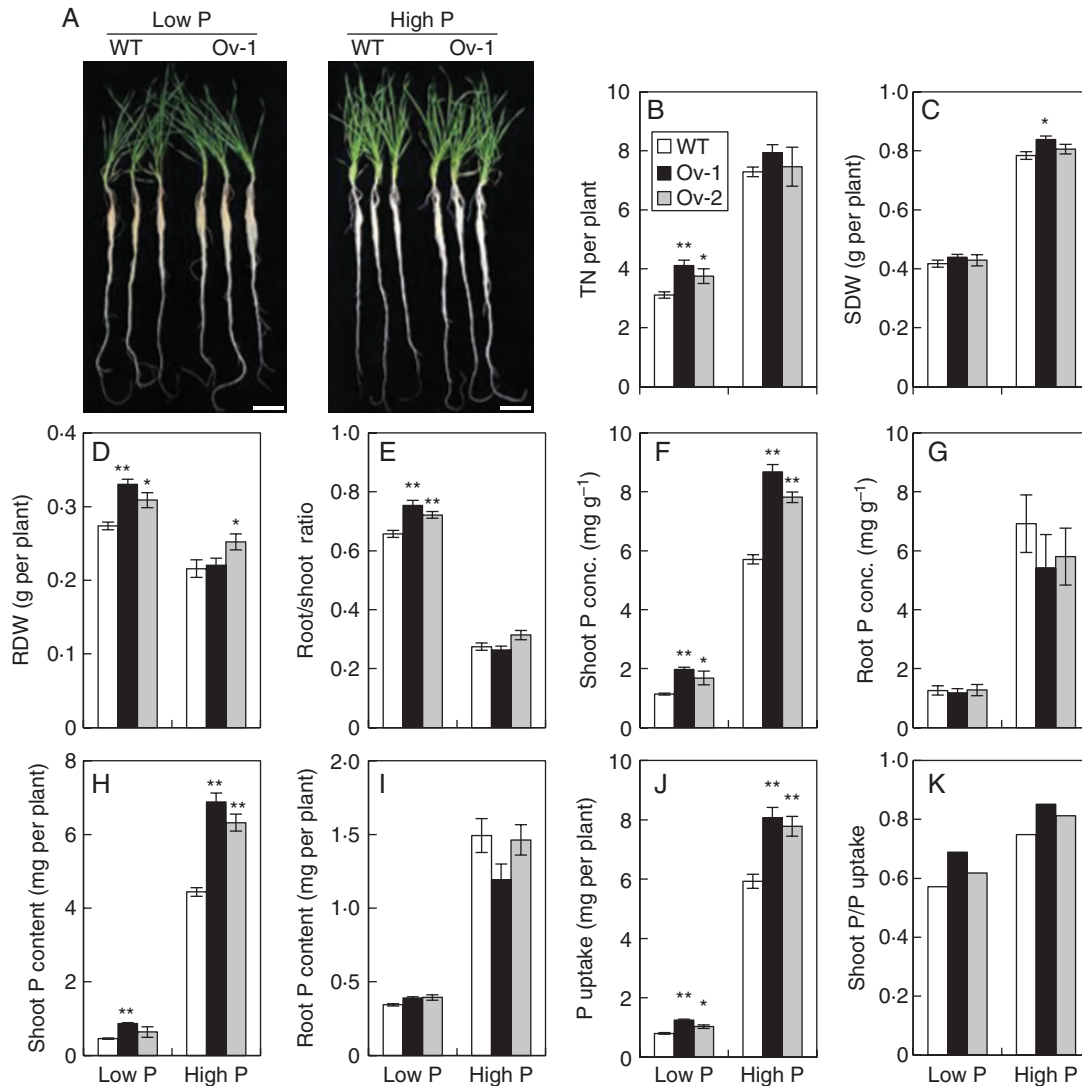 A
Low P
High P
WT
Ov-1
WT
Ov-1
B
WT
Ov-1
Ov-2
TN per plant
10
8
6
4
2
0
**
*
C
SDW (g per plant)
1·0
0·8
0·6
0·4
0·2
0
*
D
RDW (g per plant)
0·4
0·3
0·2
0·1
0
**
*
*
E
Root/shoot ratio
1·0
0·8
0·6
0·4
0·2
0
**
**
F
Shoot P conc. (mg g−1)
10
8
6
4
2
0
**
*
**
**
G
Root P conc. (mg g−1)
10
8
6
4
2
0
H
Shoot P content (mg per plant)
8
6
4
2
0
**
**
**
Low P
High P
I
Root P content (mg per plant)
2·0
1·5
1·0
0·5
0
Low P
High P
J
P uptake (mg per plant)
10
8
6
4
2
0
**
*
**
**
Low P
High P
K
Shoot P/P uptake
1·0
0·8
0·6
0·4
0·2
0
Low P
High P